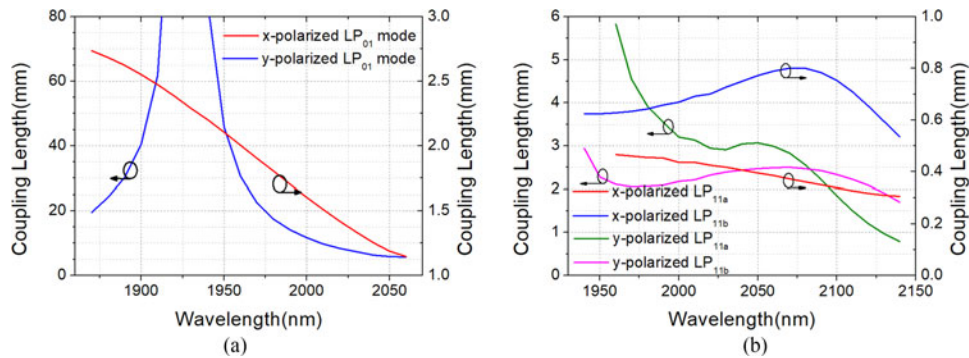 80
60
40
20
0
Coupling Length(mm)
3.0
2.5
2.0
1.5
1.0
Coupling Length(mm)
x-polarized LP01 mode
y-polarized LP01 mode
1900
1950
2000
2050
Wavelength(nm)
(a)
6
5
4
3
2
1
0
Coupling Length(mm)
1.0
0.8
0.6
0.4
0.2
0.0
Coupling Length(mm)
x-polarized LP11a
x-polarized LP11b
y-polarized LP11a
y-polarized LP11b
1950
2000
2050
2100
2150
Wavelength(nm)
(b)